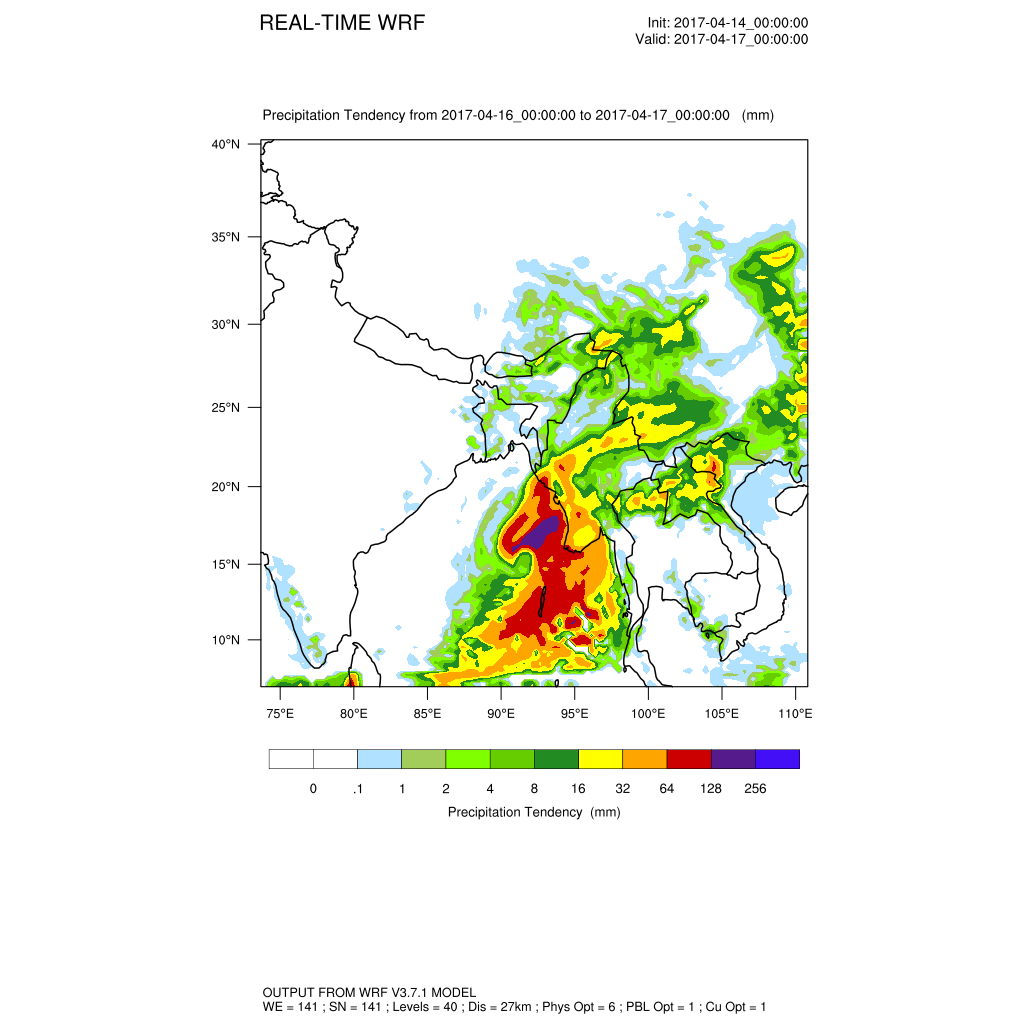 REAL-TIME WRF
Init: 2017-04-14_00:00:00
Valid: 2017-04-17_00:00:00
Precipitation Tendency from 2017-04-16_00:00:00 to 2017-04-17_00:00:00 (mm)
40°N
35°N
30°N
25°N
20°N
15°N
10°N
75°E 80°E 85°E 90°E 95°E 100°E 105°E 110°E
0 .1 1 2 4 8 16 32 64 128 256
Precipitation Tendency (mm)
OUTPUT FROM WRF V3.7.1 MODEL
WE = 141 ; SN = 141 ; Levels = 40 ; Dis = 27km ; Phys Opt = 6 ; PBL Opt = 1 ; Cu Opt = 1